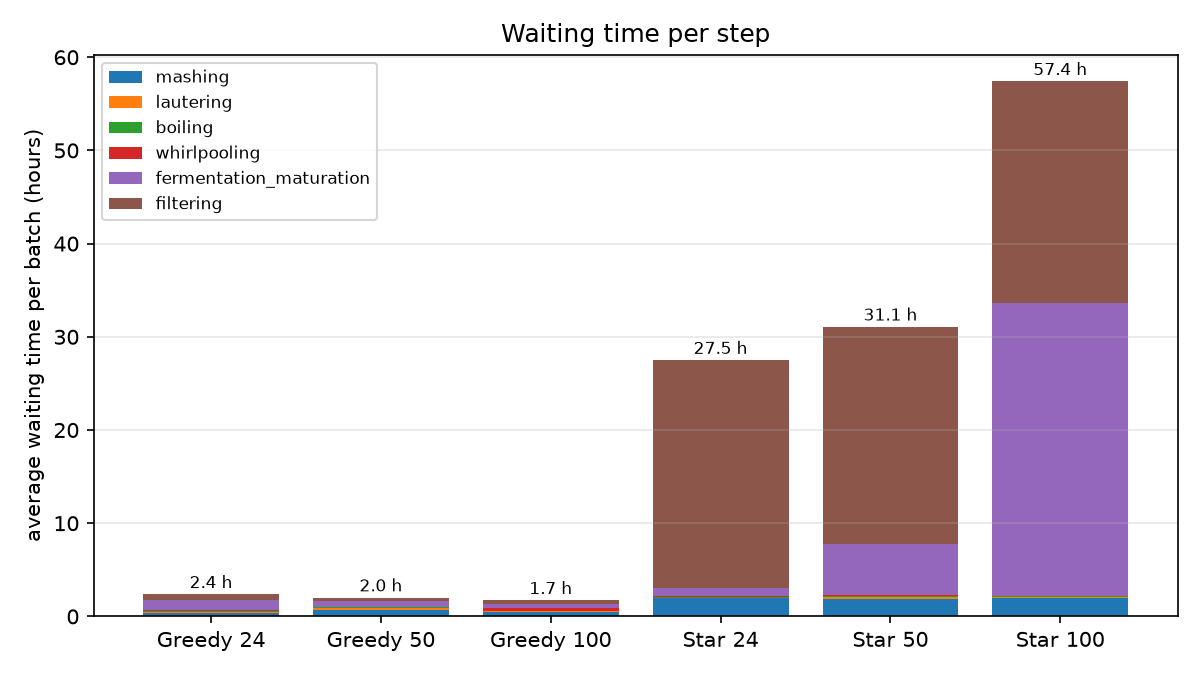 Waiting time per step
average waiting time per batch (hours)
60
50
40
30
20
10
0
mashing
lautering
boiling
whirlpooling
fermentation_maturation
filtering
2.4 h
2.0 h
1.7 h
27.5 h
31.1 h
57.4 h
Greedy 24
Greedy 50
Greedy 100
Star 24
Star 50
Star 100